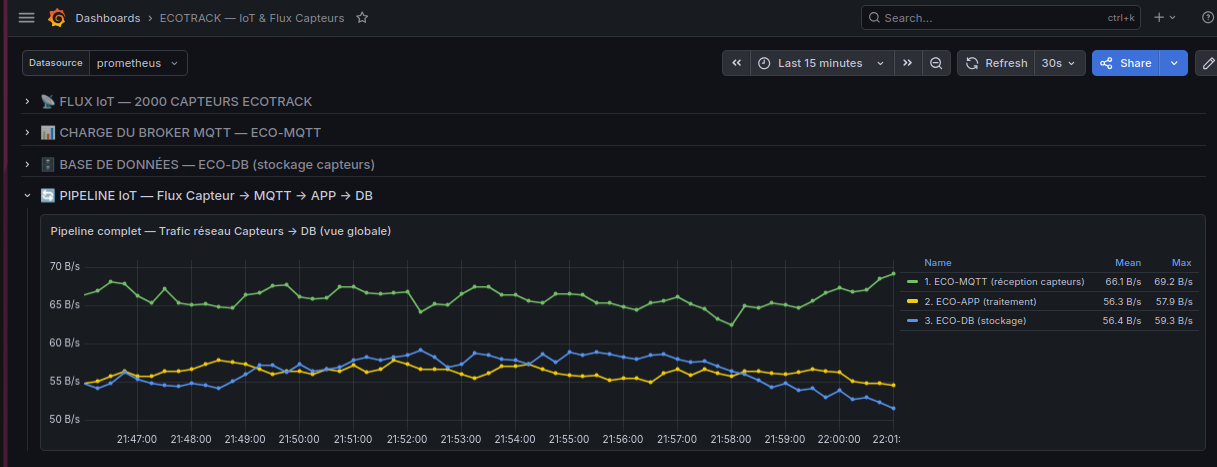 Dashboards › ECOTRACK — IoT & Flux Capteurs
Search... ctrl+k
Datasource prometheus
Last 15 minutes Refresh 30s Share
FLUX IoT — 2000 CAPTEURS ECOTRACK
CHARGE DU BROKER MQTT — ECO-MQTT
BASE DE DONNÉES — ECO-DB (stockage capteurs)
PIPELINE IoT — Flux Capteur → MQTT → APP → DB
Pipeline complet — Trafic réseau Capteurs → DB (vue globale)
70 B/s
65 B/s
60 B/s
55 B/s
50 B/s
21:47:00 21:48:00 21:49:00 21:50:00 21:51:00 21:52:00 21:53:00 21:54:00 21:55:00 21:56:00 21:57:00 21:58:00 21:59:00 22:00:00 22:01:
Name Mean Max
1. ECO-MQTT (réception capteurs) 66.1 B/s 69.2 B/s
2. ECO-APP (traitement) 56.3 B/s 57.9 B/s
3. ECO-DB (stockage) 56.4 B/s 59.3 B/s